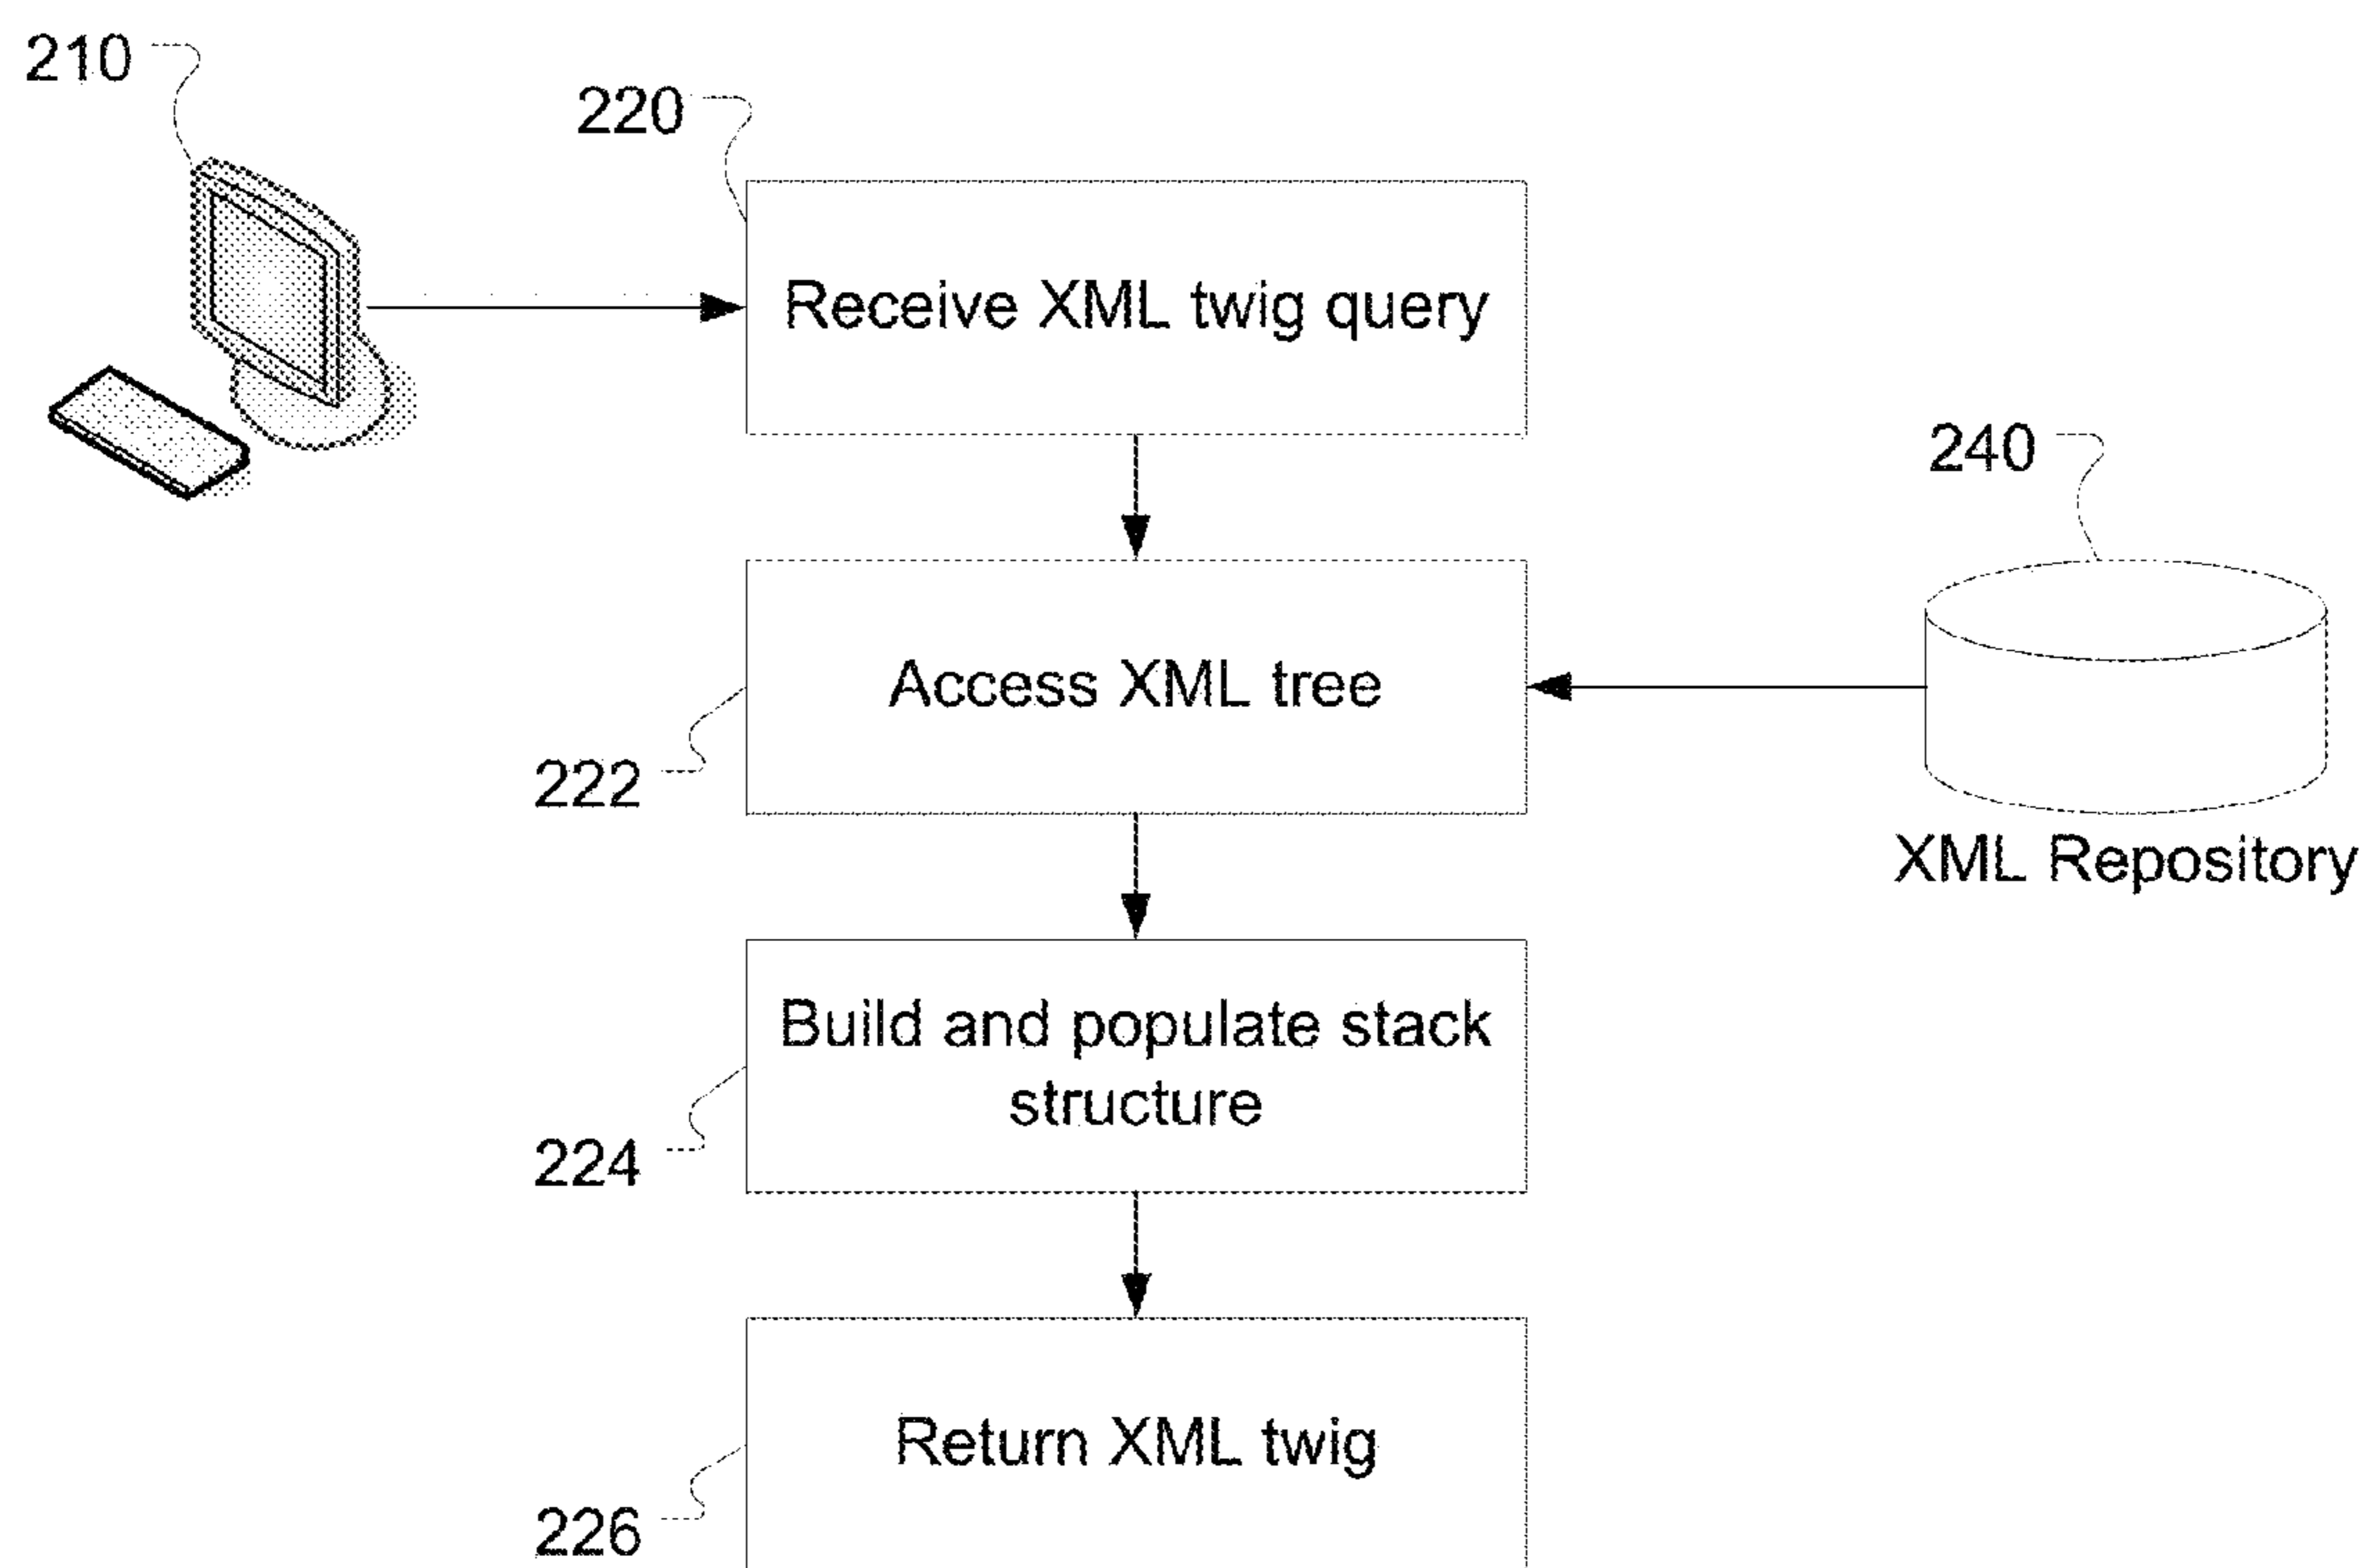 210
220
Receive XML twig query
240
Access XML tree
222
XML Repository
Build and populate stack
structure
224
Return XML twig
226